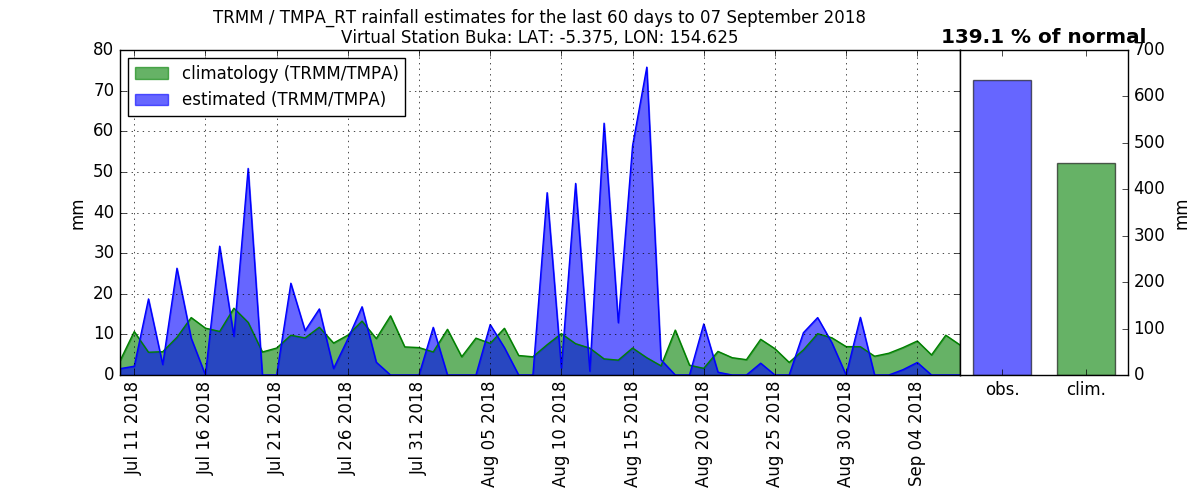 TRMM / TMPA_RT rainfall estimates for the last 60 days to 07 September 2018
Virtual Station Buka: LAT: -5.375, LON: 154.625
139.1 % of normal
climatology (TRMM/TMPA)
estimated (TRMM/TMPA)
80
70
60
50
40
30
20
10
0
mm
Jul 11 2018
Jul 16 2018
Jul 21 2018
Jul 26 2018
Jul 31 2018
Aug 05 2018
Aug 10 2018
Aug 15 2018
Aug 20 2018
Aug 25 2018
Aug 30 2018
Sep 04 2018
700
600
500
400
300
200
100
0
mm
obs.
clim.